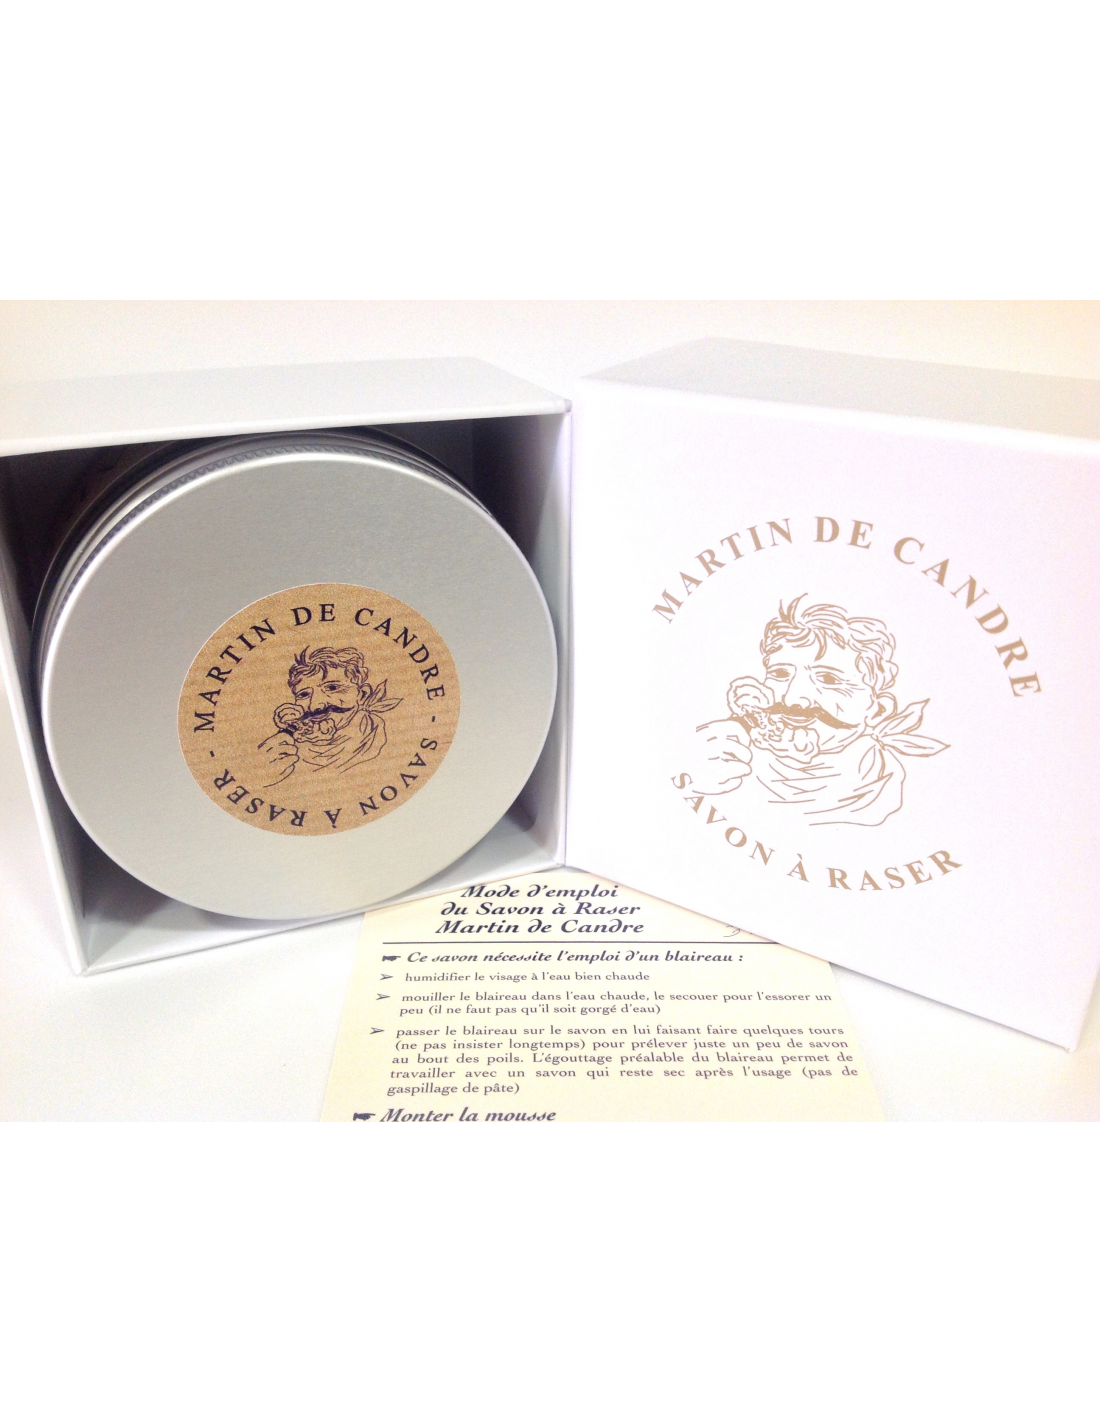 MARTIN DE CANDRE - SAVON À RASER -
MARTIN DE CANDRE
SAVON À RASER
Mode d'emploi
du Savon à Raser
Martin de Candre
Ce savon nécessite l'emploi d'un blaireau :
humidifier le visage à l'eau bien chaude
mouiller le blaireau dans l'eau chaude, le secouer pour l'essorer un
peu (il ne faut pas qu'il soit gorgé d'eau)
passer le blaireau sur le savon en lui faisant faire quelques tours
(ne pas insister longtemps) pour prélever juste un peu de savon
au bout des poils. L'égouttage préalable du blaireau permet de
travailler avec un savon qui reste sec après l'usage (pas de
gaspillage de pâte)
Monter la mousse